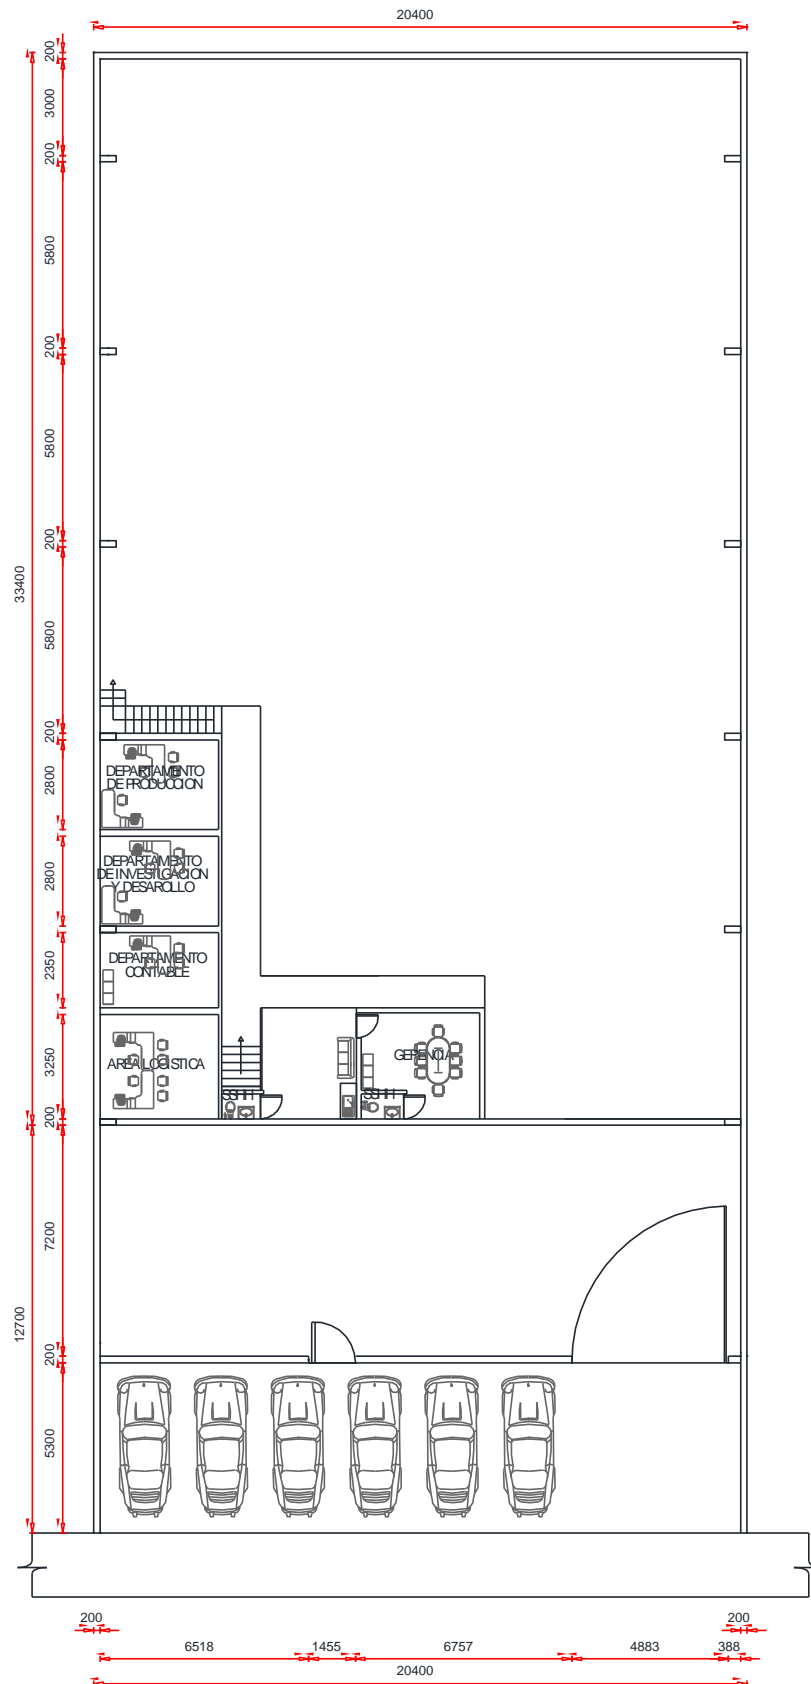 20400
200
3000
200
5800
200
5800
200
5800
33400
200
2800
DEPARTAMENTO
DE PRODUCCION
2800
DEPARTAMENTO
DE INVESTIGACION
Y DESAROLLO
2350
DEPARTAMENTO
CONTABLE
3250
AREA LOGISTICA
GERENCIA
SSHH
SSHH
200
7200
12700
200
5300
200
200
6518
1455
6757
4883
388
20400